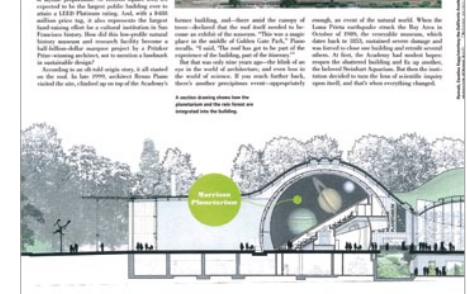 expected to be the largest public building ever to
attain a LEED-Platinum rating. And, with a $488
million price tag, it also represents the largest
fund-raising effort for a cultural institution in San
Francisco history. How did this low-profile natural
history museum and research facility become a
half-billion-dollar marquee project by a Pritzker
Prize–winning architect, not to mention a landmark
in sustainable design?
According to an oft-told origin story, it all started
on the roof. In late 1999, architect Renzo Piano
visited the site, climbed up on top of the Academy's
former building, and—there amid the canopy of
trees—declared that the roof itself needed to be-
come an exhibit of the museum. "This was a magic
place in the middle of Golden Gate Park," Piano
recalls. "I said, 'The roof has got to be part of the
experience of the building, part of the itinerary.'"
But that was only nine years ago—the blink of an
eye in the world of architecture, and even less in
the world of science. If you reach further back,
there's another precipitous event—appropriately
enough, an event of the natural world. When the
Loma Prieta earthquake struck the Bay Area in
October of 1989, the venerable museum, which
dates back to 1853, sustained severe damage and
was forced to close one building and retrofit several
others. At first, the Academy had modest hopes:
reopen the shuttered building and fix up another,
the beloved Steinhart Aquarium. But then the insti-
tution decided to turn the lens of scientific inquiry
upon itself, and that's when everything changed.
A section drawing shows how the
planetarium and the rain forest are
integrated into the building.
Morrison
Planetarium